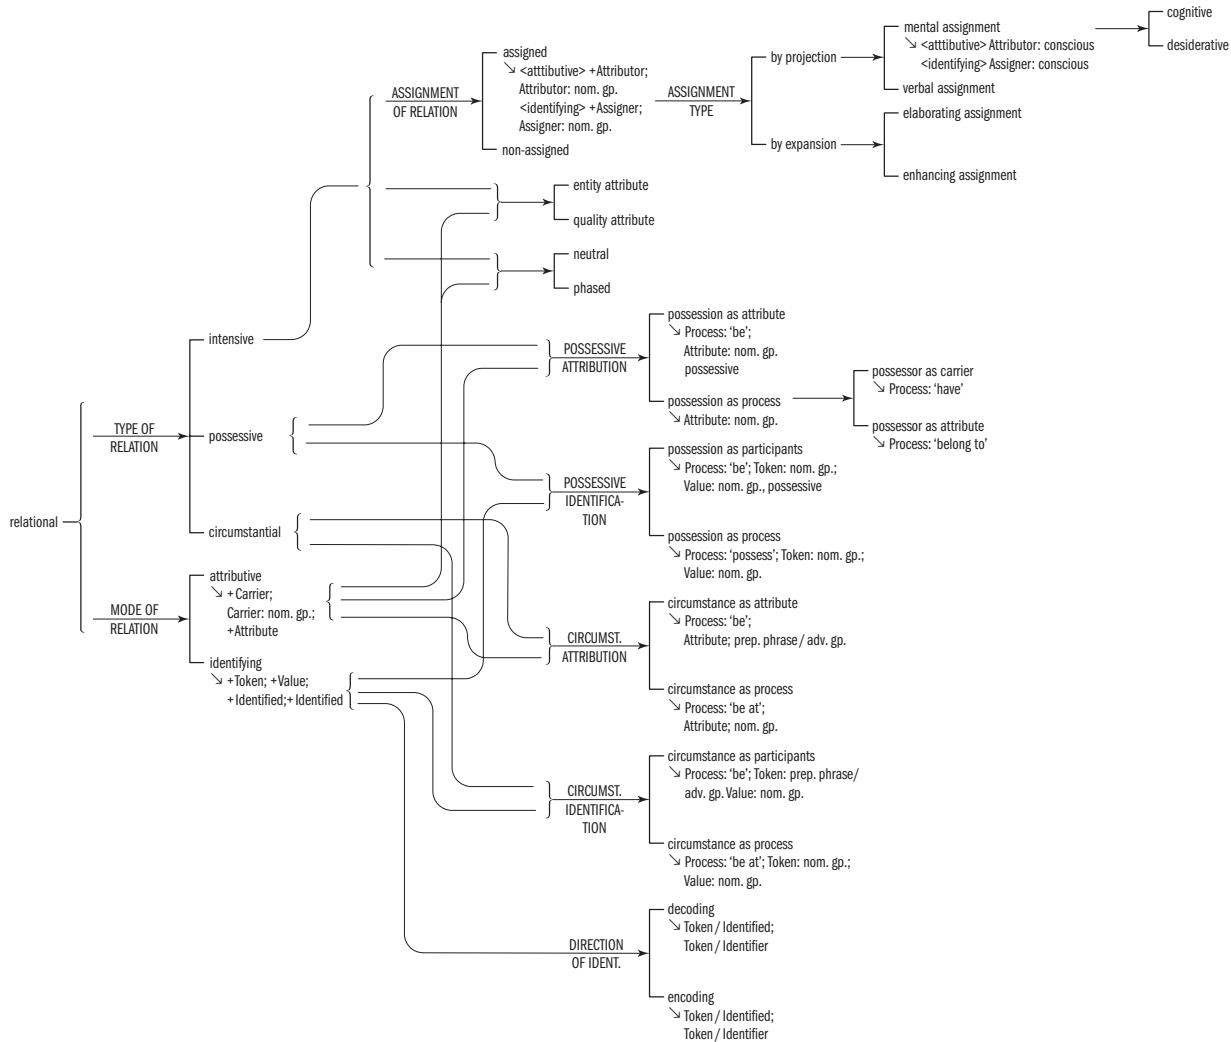 cognitive
desiderative
mental assignment
↘ <atttibutive> Attributor: conscious
<identifying> Assigner: conscious
by projection
verbal assignment
assigned
↘ <atttibutive> +Attributor;
Attributor: nom. gp.
<identifying> +Assigner;
Assigner: nom. gp.
non-assigned
ASSIGNMENT
OF RELATION
ASSIGNMENT
TYPE
elaborating assignment
by expansion
enhancing assignment
entity attribute
quality attribute
neutral
phased
intensive
possession as attribute
↘ Process: ‘be’;
Attribute: nom. gp.
possessive
POSSESSIVE
ATTRIBUTION
possession as process
↘ Attribute: nom. gp.
possessor as carrier
↘ Process: ‘have’
possessor as attribute
↘ Process: ‘belong to’
TYPE OF
RELATION
possessive
possession as participants
↘ Process: ‘be’; Token: nom. gp.;
Value: nom. gp., possessive
POSSESSIVE
IDENTIFICA-
TION
possession as process
↘ Process: ‘possess’; Token: nom. gp.;
Value: nom. gp.
relational
circumstantial
attributive
↘ +Carrier;
Carrier: nom. gp.;
+Attribute
MODE OF
RELATION
identifying
↘ +Token; +Value;
+Identified;+Identified
circumstance as attribute
↘ Process: ‘be’;
Attribute; prep. phrase/ adv. gp.
CIRCUMST.
ATTRIBUTION
circumstance as process
↘ Process: ‘be at’;
Attribute; nom. gp.
circumstance as participants
↘ Process: ‘be’; Token: prep. phrase/
adv. gp. Value: nom. gp.
CIRCUMST.
IDENTIFICA-
TION
circumstance as process
↘ Process: ‘be at’; Token: nom. gp.;
Value: nom. gp.
decoding
↘ Token/ Identified;
Token/ Identifier
DIRECTION
OF IDENT.
encoding
↘ Token/ Identified;
Token/ Identifier